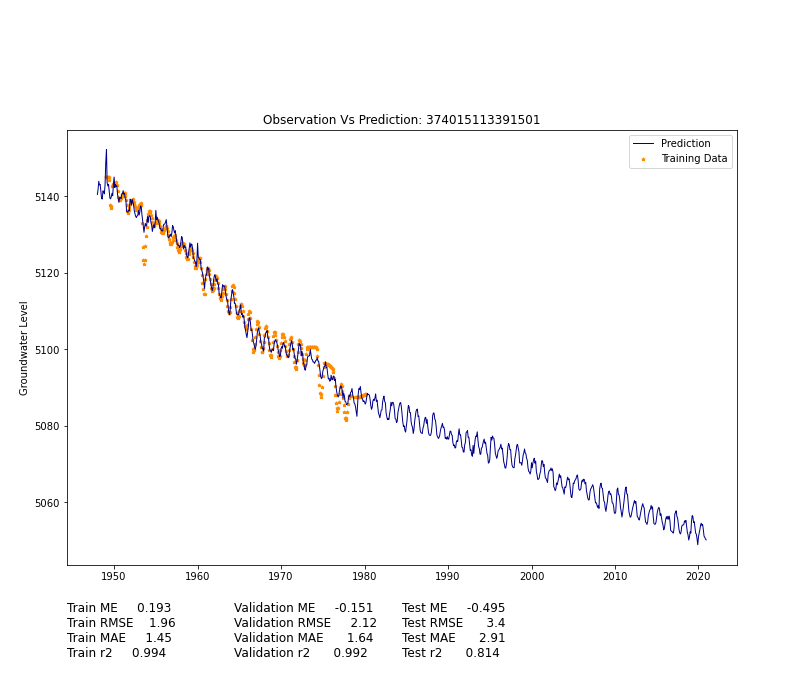 Observation Vs Prediction: 374015113391501
Prediction
Training Data
Groundwater Level
5140
5120
5100
5080
5060
1950 1960 1970 1980 1990 2000 2010 2020
Train ME 0.193 Validation ME -0.151 Test ME -0.495
Train RMSE 1.96 Validation RMSE 2.12 Test RMSE 3.4
Train MAE 1.45 Validation MAE 1.64 Test MAE 2.91
Train r2 0.994 Validation r2 0.992 Test r2 0.814